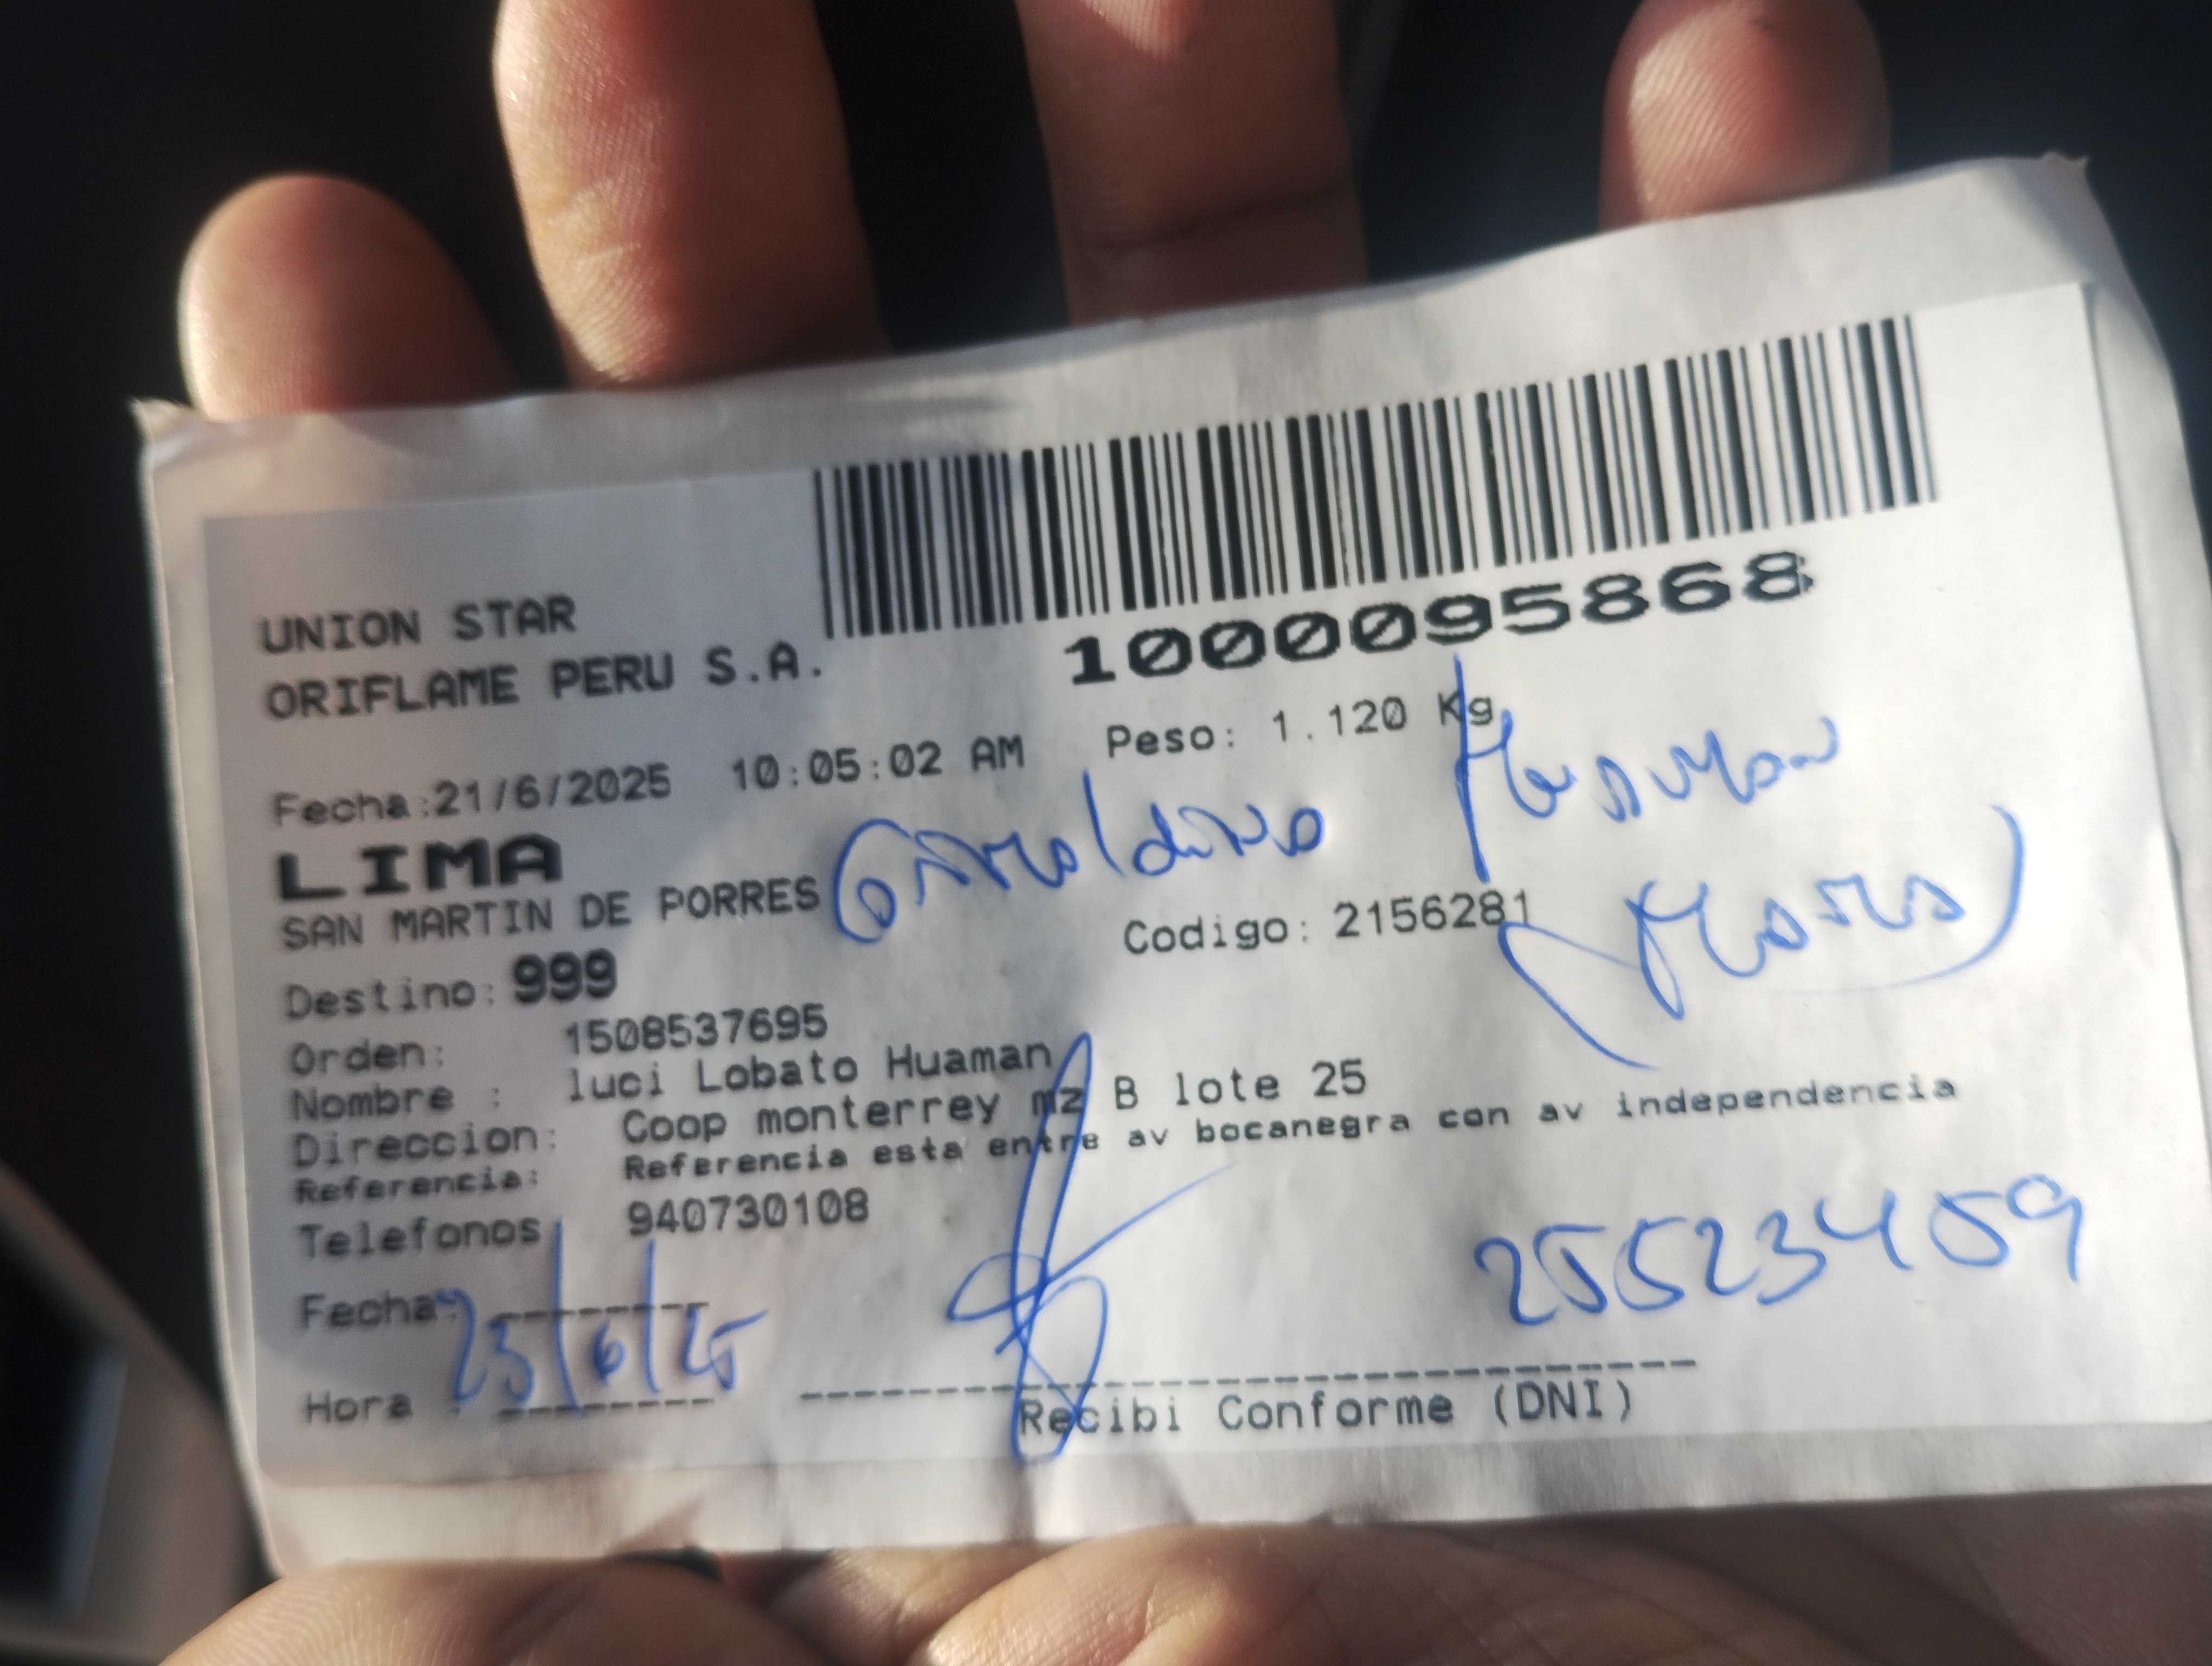 1000095868
UNION STAR
ORIFLAME PERU S.A.
Fecha:21/6/2025 10:05:02 AM Peso: 1.120 Kg
LIMA
SAN MARTIN DE PORRES
Codigo: 2156281
Destino: 999
Orden: 1508537695
Nombre : luci Lobato Huaman
Direccion: Coop monterrey mz B lote 25
Referencia: Referencia esta entre av bocanegra con av independencia
Telefonos 940730108
25523459
Fecha: 23/6/25
Hora :
Recibi Conforme (DNI)